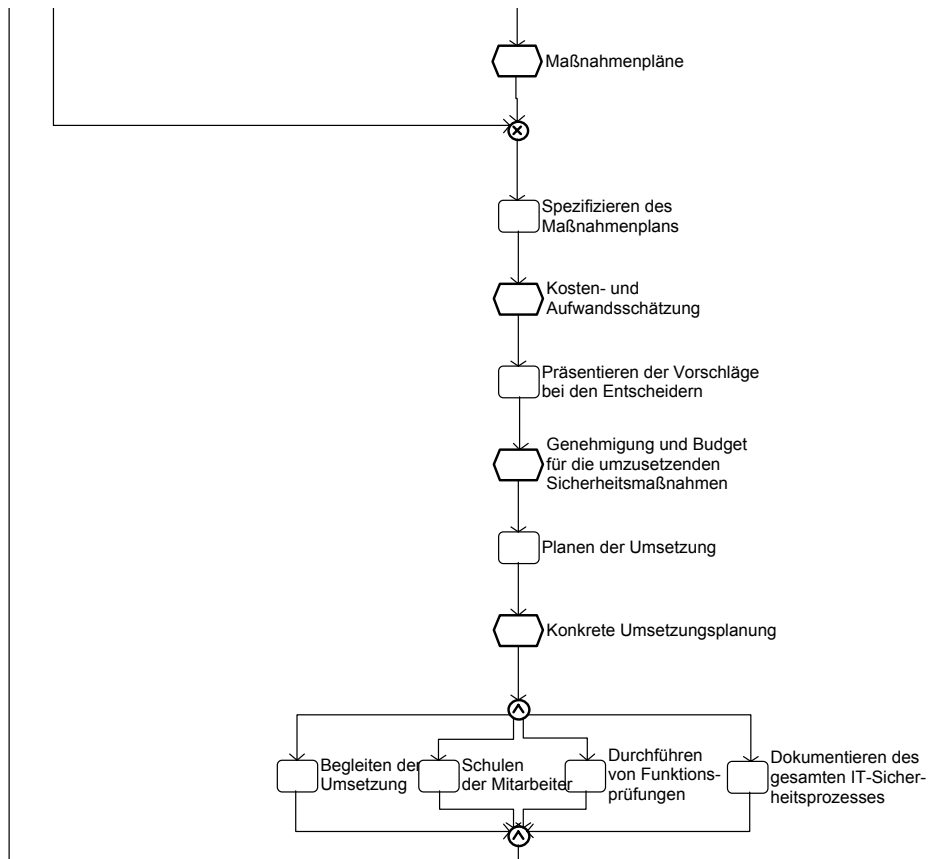 Maßnahmenpläne
Spezifizieren des
Maßnahmenplans
Kosten- und
Aufwandsschätzung
Präsentieren der Vorschläge
bei den Entscheidern
Genehmigung und Budget
für die umzusetzenden
Sicherheitsmaßnahmen
Planen der Umsetzung
Konkrete Umsetzungsplanung
Begleiten der
Umsetzung
Schulen
der Mitarbeiter
Durchführen
von Funktions-
prüfungen
Dokumentieren des
gesamten IT-Sicher-
heitsprozesses